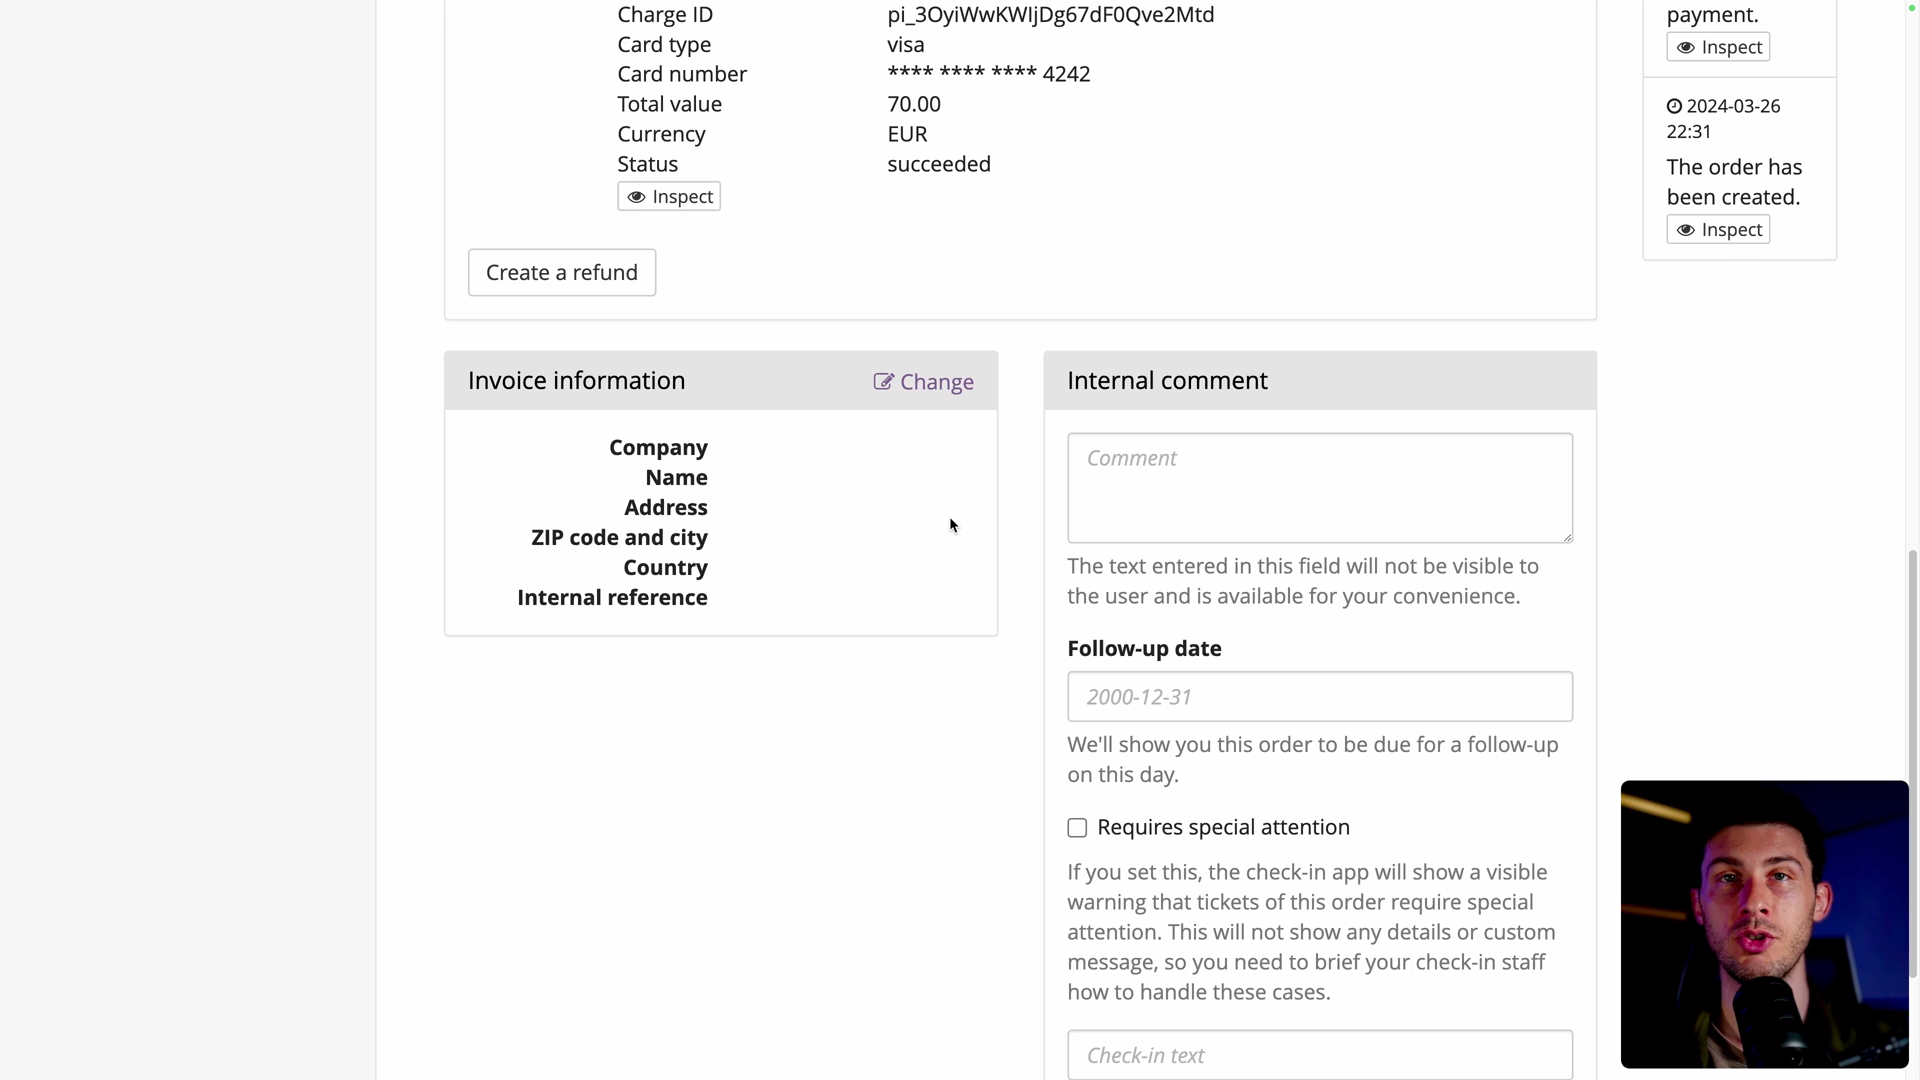 Charge ID pi_3OyiWwKWIjDg67dF0Qve2Mtd
Card type visa
Card number **** **** **** 4242
Total value 70.00
Currency EUR
Status succeeded
Inspect
Create a refund
payment.
Inspect
2024-03-26
22:31
The order has
been created.
Inspect
Invoice information
Change
Company
Name
Address
ZIP code and city
Country
Internal reference
Internal comment
Comment
The text entered in this field will not be visible to
the user and is available for your convenience.
Follow-up date
2000-12-31
We'll show you this order to be due for a follow-up
on this day.
Requires special attention
If you set this, the check-in app will show a visible
warning that tickets of this order require special
attention. This will not show any details or custom
message, so you need to brief your check-in staff
how to handle these cases.
Check-in text